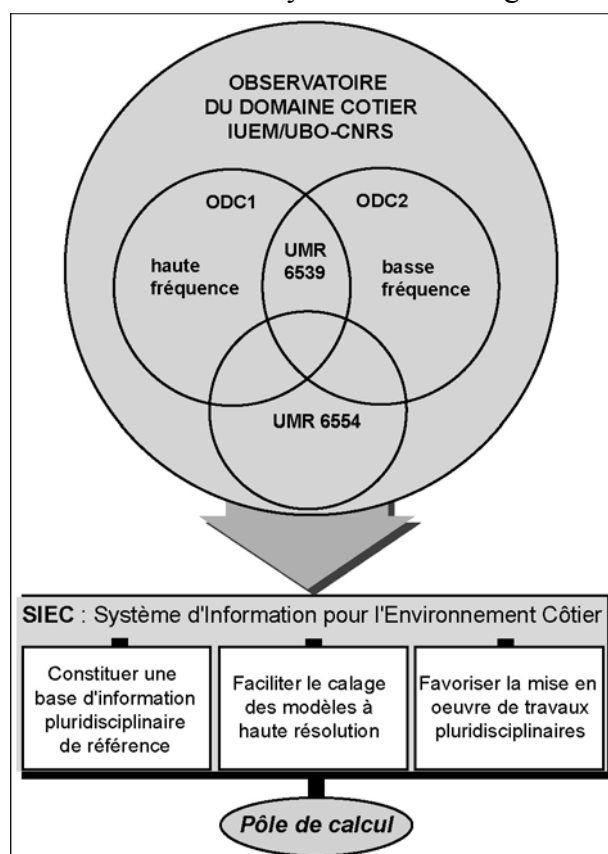 OBSERVATOIRE
DU DOMAINE COTIER
IUEM/UBO-CNRS
ODC1
ODC2
UMR
6539
haute
fréquence
basse
fréquence
UMR 6554
SIEC : Système d'Information pour l'Environnement Côtier
Constituer une
base d'information
pluridisciplinaire
de référence
Faciliter le calage
des modèles à
haute résolution
Favoriser la mise en
oeuvre de travaux
pluridisciplinaires
Pôle de calcul